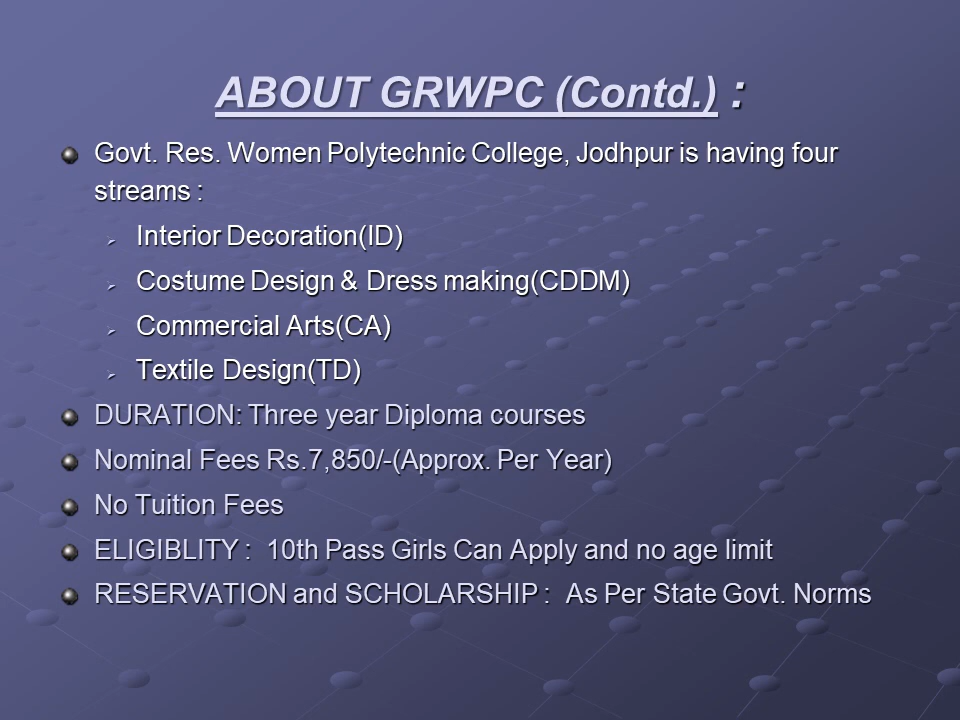 ABOUT GRWPC (Contd.) :
Govt. Res. Women Polytechnic College, Jodhpur is having four
streams :
Interior Decoration(ID)
Costume Design & Dress making(CDDM)
Commercial Arts(CA)
Textile Design(TD)
DURATION: Three year Diploma courses
Nominal Fees Rs.7,850/-(Approx. Per Year)
No Tuition Fees
ELIGIBLITY :  10th Pass Girls Can Apply and no age limit
RESERVATION and SCHOLARSHIP :  As Per State Govt. Norms